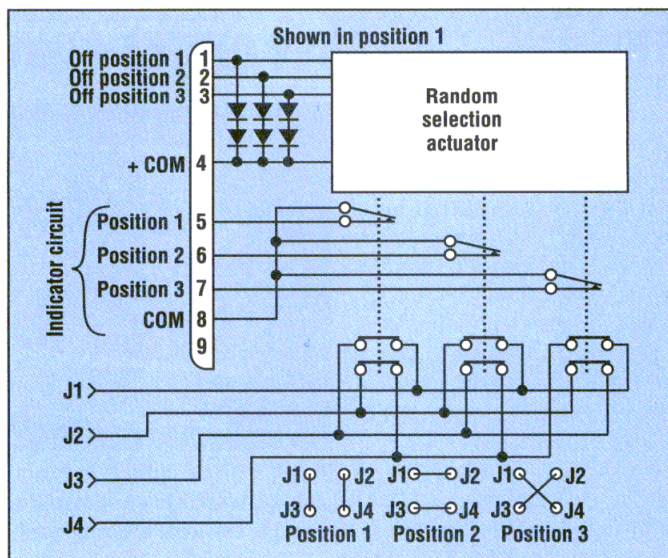 Shown in position 1
Off position 1 1
Off position 2 2
Off position 3 3
Random
selection
actuator
+ COM 4
Indicator circuit
Position 1 5
Position 2 6
Position 3 7
COM 8
9
J1
J2
J3
J4
J1 J2 J1 J2 J1 J2
J3 J4 J3 J4 J3 J4
Position 1 Position 2 Position 3